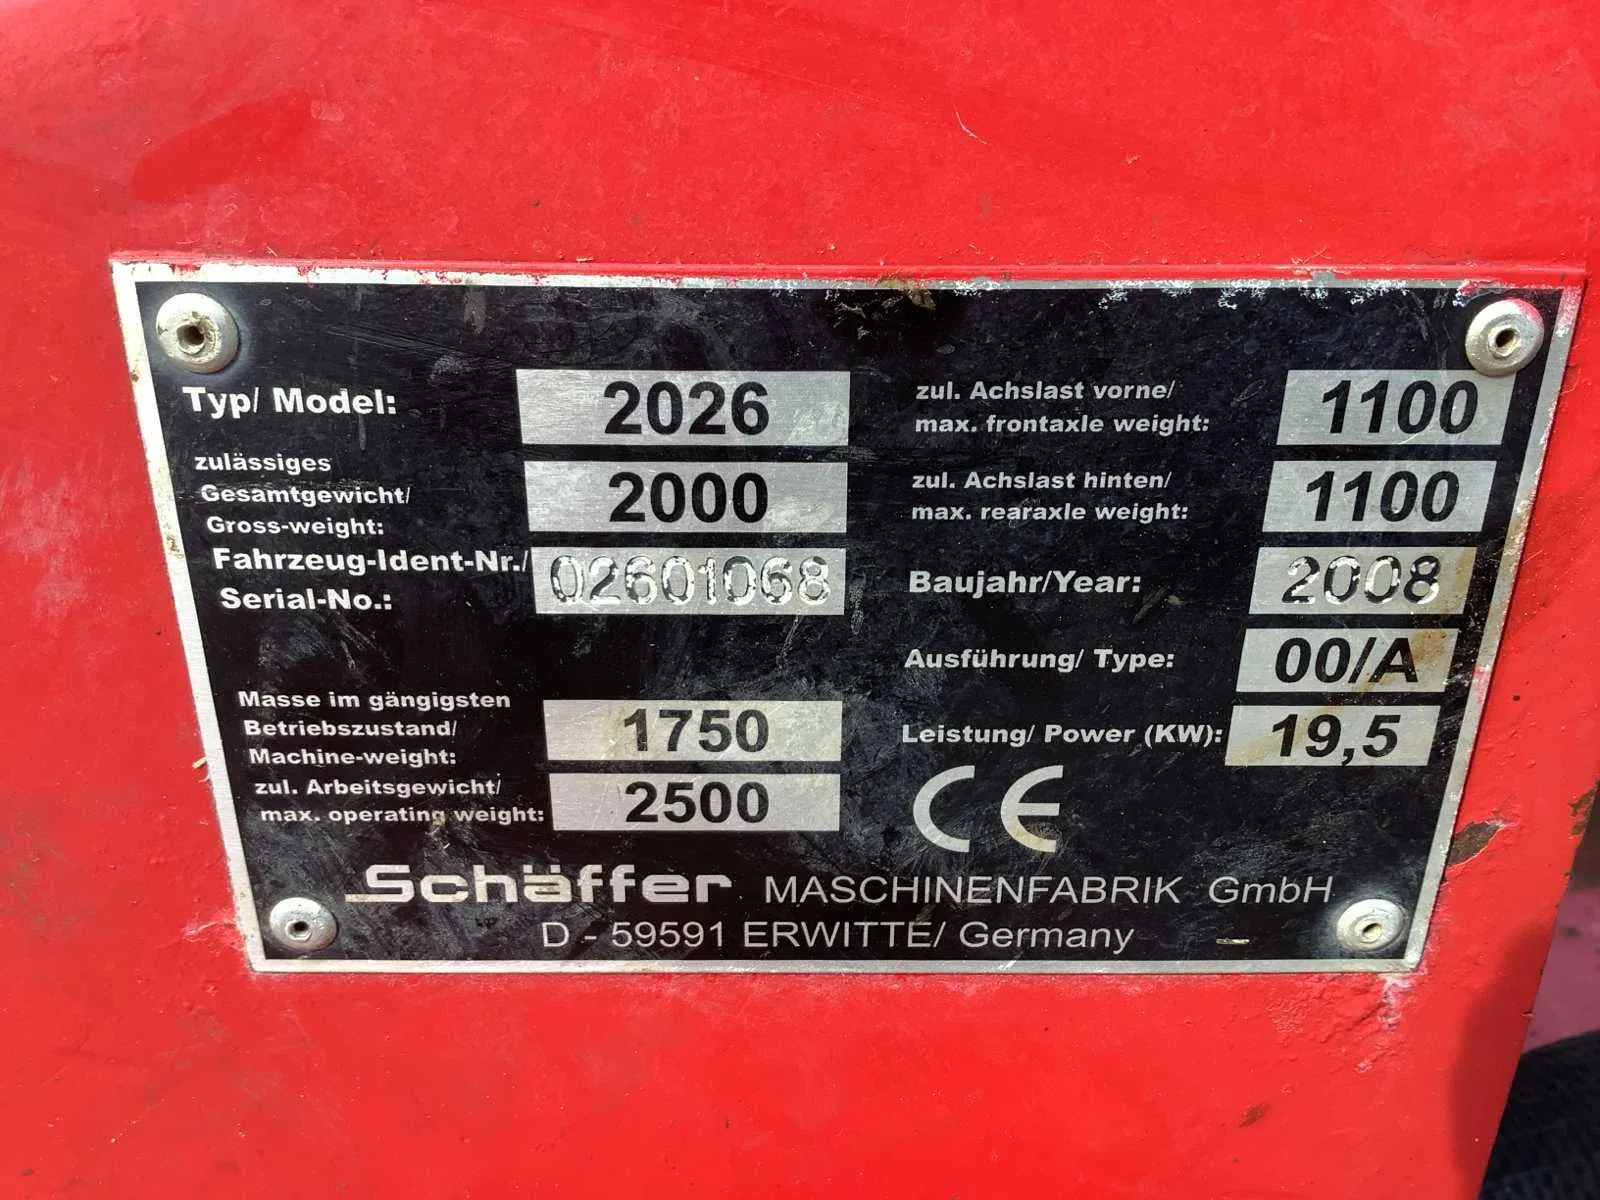 Typ/ Model: 2026
zulässiges
Gesamtgewicht/
Gross-weight: 2000
Fahrzeug-Ident-Nr./
Serial-No.: 02601068
Masse im gängigsten
Betriebszustand/
Machine-weight: 1750
zul. Arbeitsgewicht/
max. operating weight: 2500
zul. Achslast vorne/
max. frontaxle weight: 1100
zul. Achslast hinten/
max. rearaxle weight: 1100
Baujahr/Year: 2008
Ausführung/ Type: 00/A
Leistung/ Power (KW): 19,5
CE
Schäffer MASCHINENFABRIK GmbH
D - 59591 ERWITTE/ Germany